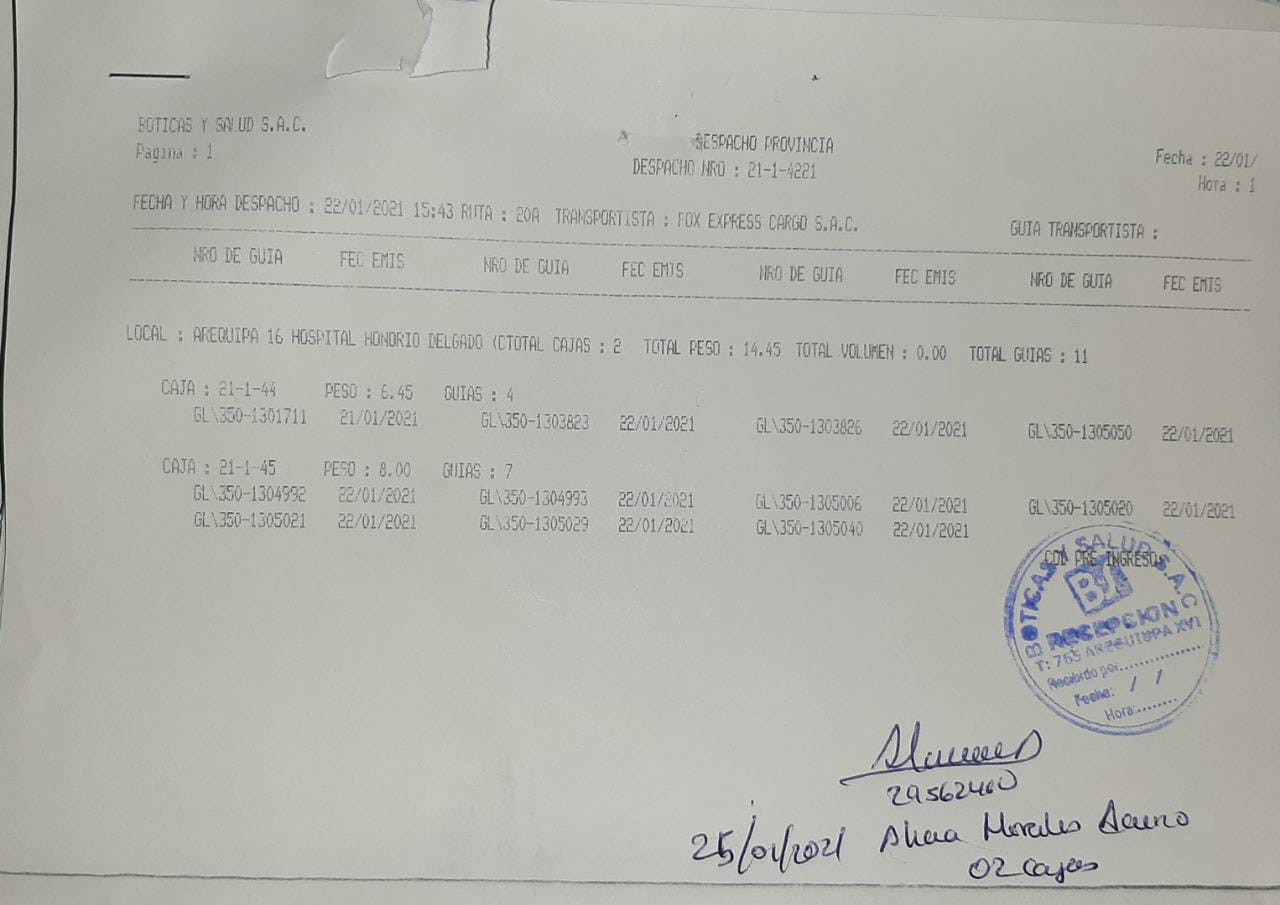 BOTICAS Y SALUD S.A.C.
Pagina : 1
DESPACHO PROVINCIA
DESPACHO NRO : 21-1-4221
Fecha : 22/01/
Hora : 1
FECHA Y HORA DESPACHO : 22/01/2021 15:43 RUTA : 20A TRANSPORTISTA : FOX EXPRESS CARGO S.A.C. GUIA TRANSPORTISTA :
NRO DE GUIA FEC EMIS NRO DE GUIA FEC EMIS NRO DE GUIA FEC EMIS NRO DE GUIA FEC EMIS
LOCAL : AREQUIPA 16 HOSPITAL HONORIO DELGADO (CTOTAL CAJAS : 2 TOTAL PESO : 14.45 TOTAL VOLUMEN : 0.00 TOTAL GUIAS : 11
CAJA : 21-1-44 PESO : 6.45 GUIAS : 4
GL\350-1301711 21/01/2021 GL\350-1303823 22/01/2021 GL\350-1303826 22/01/2021 GL\350-1305050 22/01/2021
CAJA : 21-1-45 PESO : 8.00 GUIAS : 7
GL\350-1304992 22/01/2021 GL\350-1304993 22/01/2021 GL\350-1305006 22/01/2021 GL\350-1305020 22/01/2021
GL\350-1305021 22/01/2021 GL\350-1305029 22/01/2021 GL\350-1305040 22/01/2021
COD PRE INGRESO
BOTICAS Y SALUD S.A.C
RECEPCION
T: 765 AREQUIPA XVI
Recibido por:
Fecha: / /
Hora:
29562460
25/01/2021 Morales
02 cajas